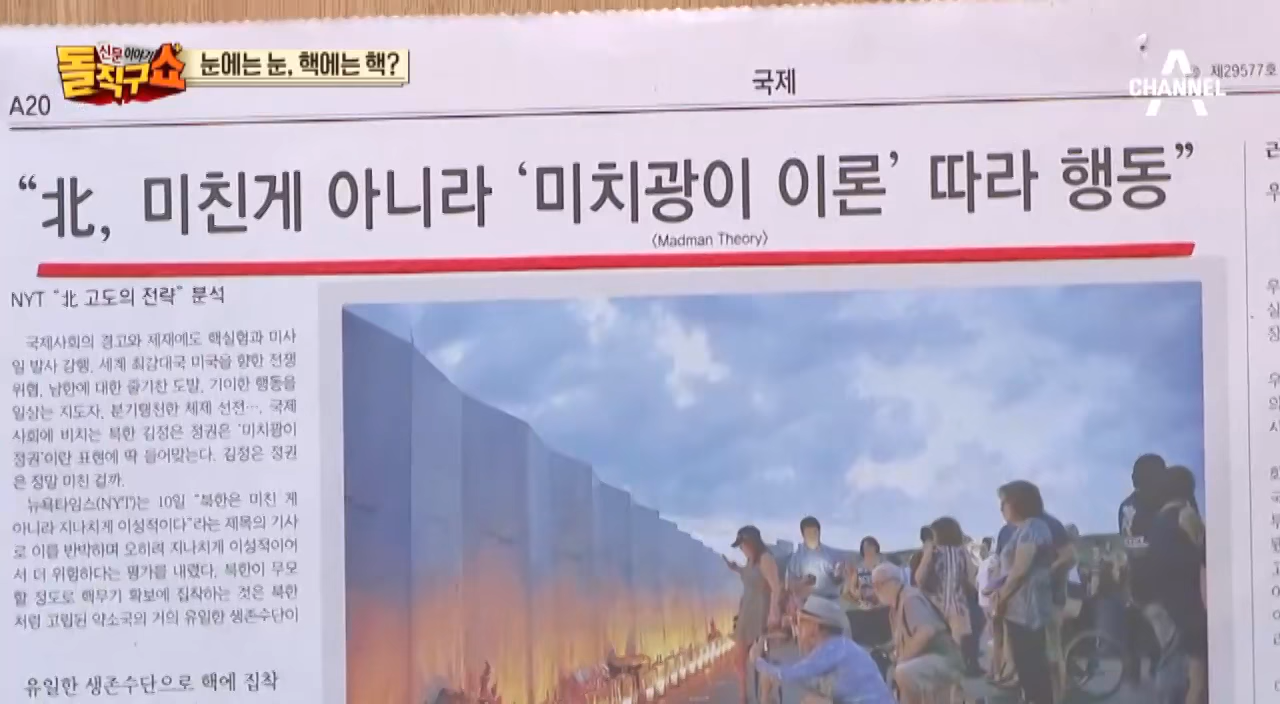 신문이야기
돌직구쇼+
눈에는 눈, 핵에는 핵?
CHANNEL A
A20
국제
제29577호
“北, 미친게 아니라 ‘미치광이 이론’ 따라 행동”
〈Madman Theory〉
NYT “北 고도의 전략” 분석
국제사회의 경고와 제재에도 핵실험과 미사
일 발사 강행, 세계 최강대국 미국을 향한 전쟁
위협, 남한에 대한 줄기찬 도발, 기이한 행동을
일삼는 지도자, 분기탱천한 체제 선전…. 국제
사회에 비치는 북한 김정은 정권은 ‘미치광이
정권’이란 표현에 딱 들어맞는다. 김정은 정권
은 정말 미친 걸까.
뉴욕타임스(NYT)는 10일 “북한은 미친 게
아니라 지나치게 이성적이다”라는 제목의 기사
로 이를 반박하며 오히려 지나치게 이성적이어
서 더 위험하다는 평가를 내렸다. 북한이 무모
할 정도로 핵무기 확보에 집착하는 것은 북한
처럼 고립된 약소국의 거의 유일한 생존수단이
유일한 생존수단으로 핵에 집착